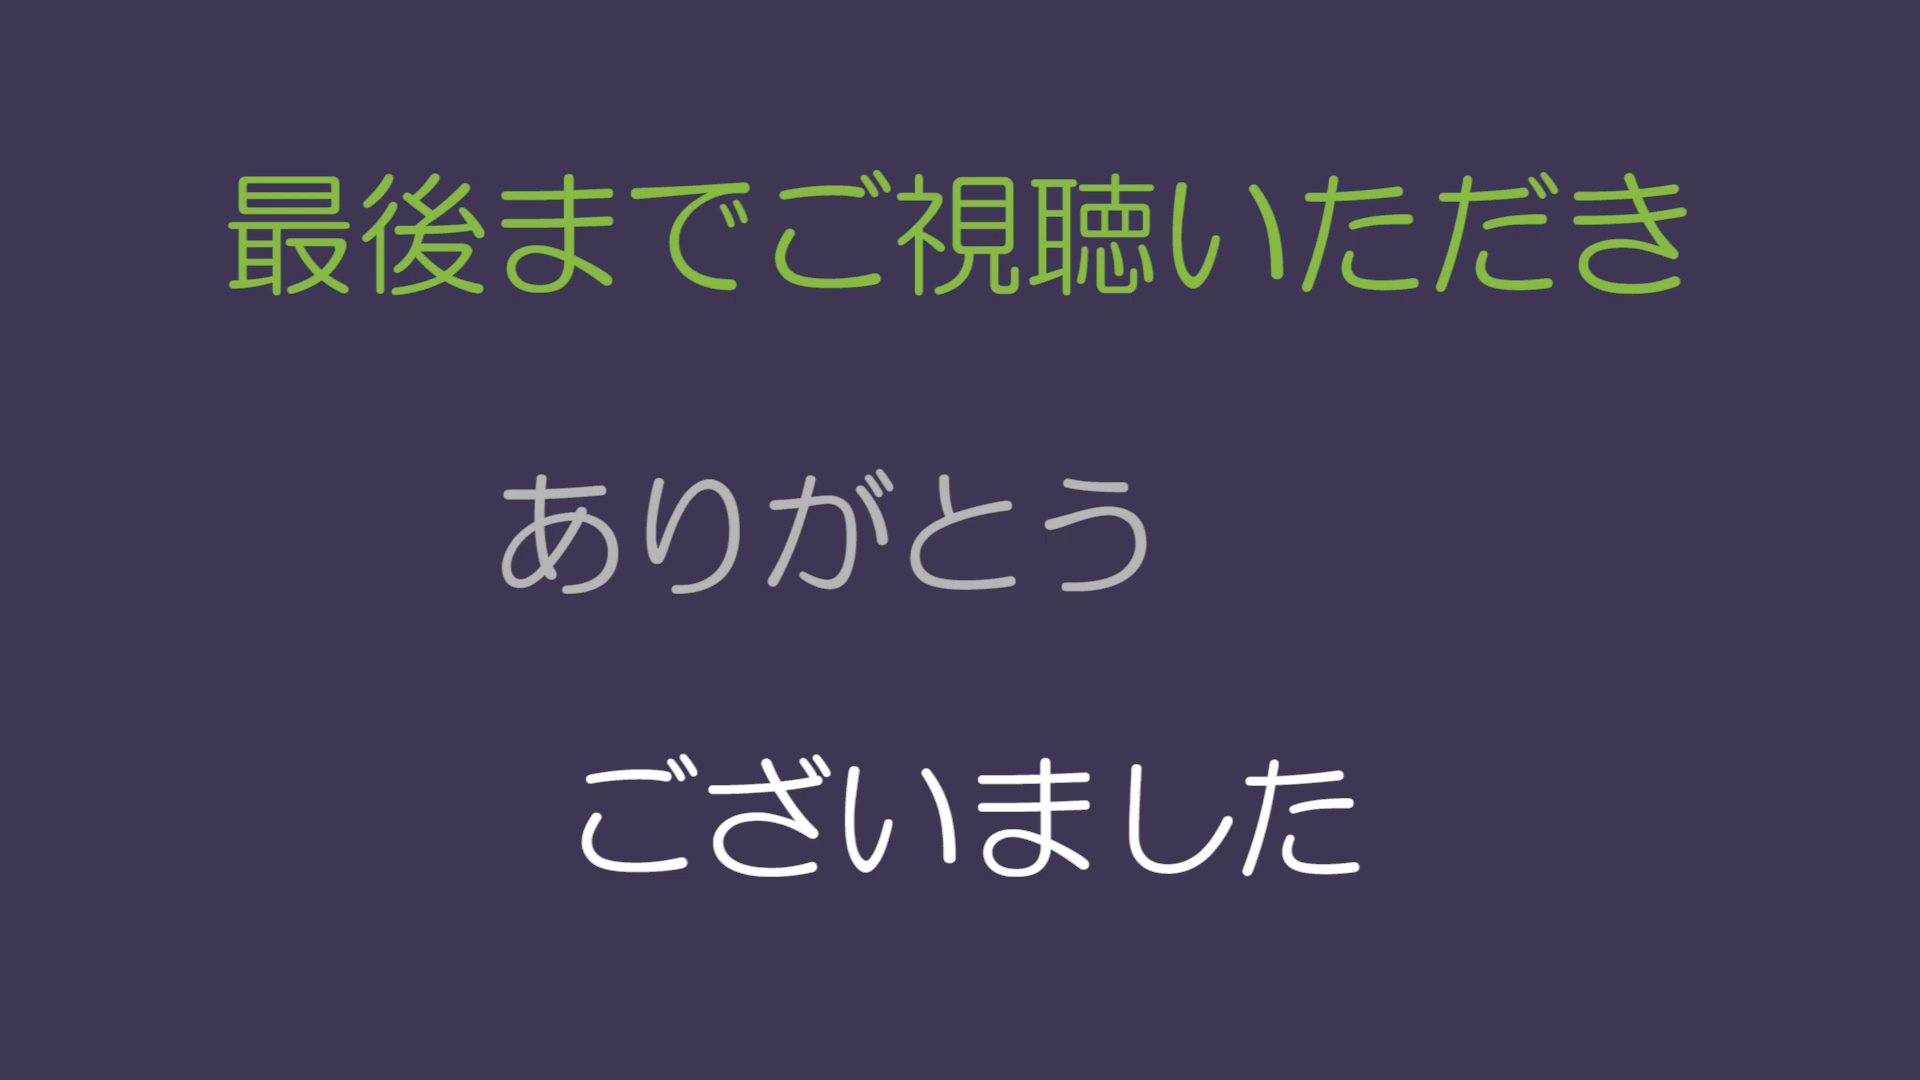 最後までご視聴いただき
ありがとう
ございました